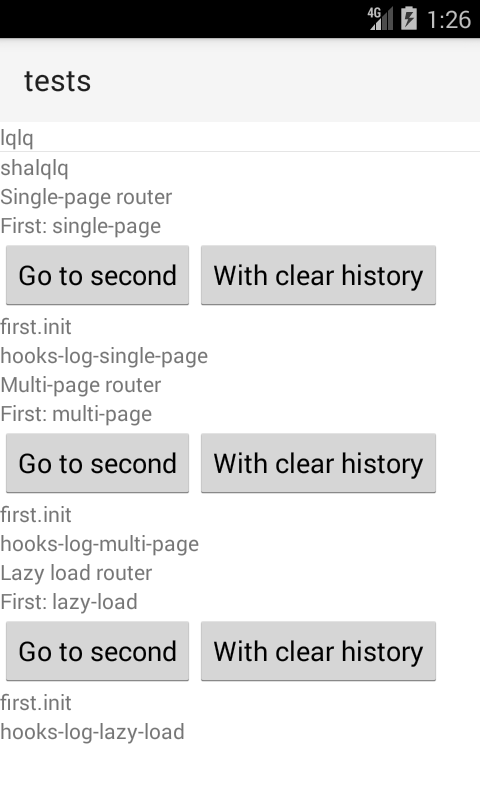 4G 1:26
tests
lqlq
shalqlq
Single-page router
First: single-page
Go to second With clear history
first.init
hooks-log-single-page
Multi-page router
First: multi-page
Go to second With clear history
first.init
hooks-log-multi-page
Lazy load router
First: lazy-load
Go to second With clear history
first.init
hooks-log-lazy-load